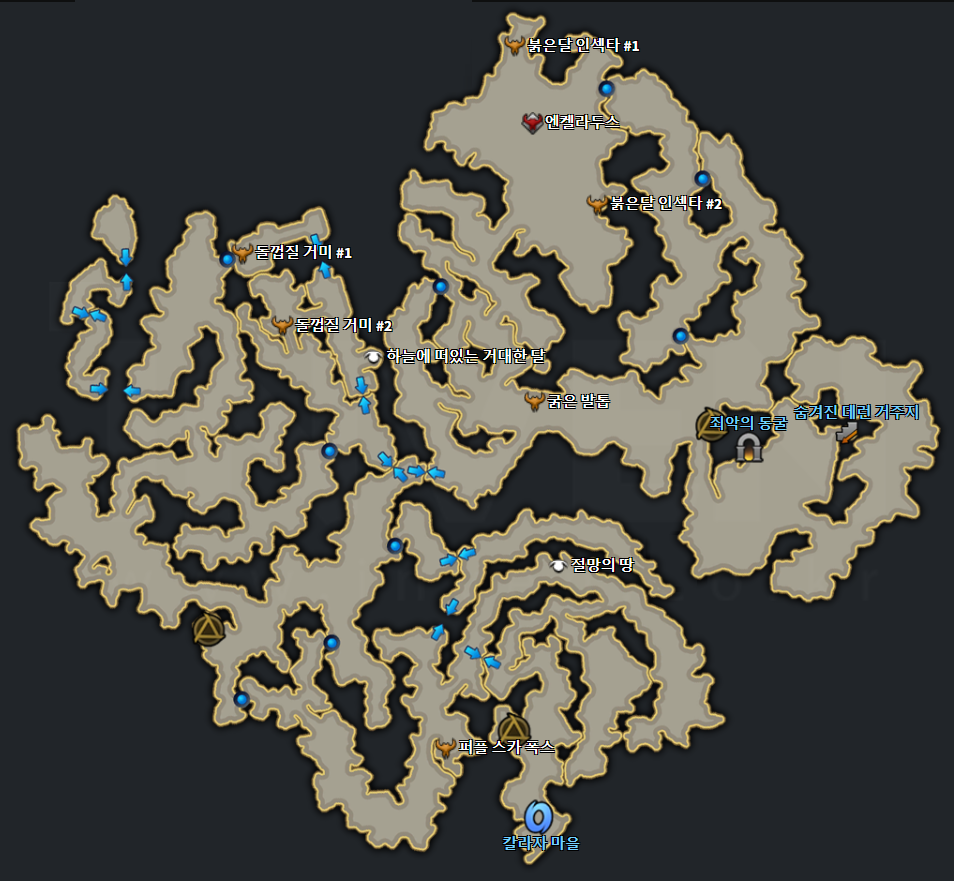 붉은달 인섹타 #1
엔켈라두스
붉은달 인섹타 #2
돌껍질 거미 #1
돌껍질 거미 #2
하늘에 떠있는 거대한 달
굵은 발톱
숨겨진 데런 거주지
죄악의 동굴
절망의 땅
퍼플 스카 폭스
칼라자 마을